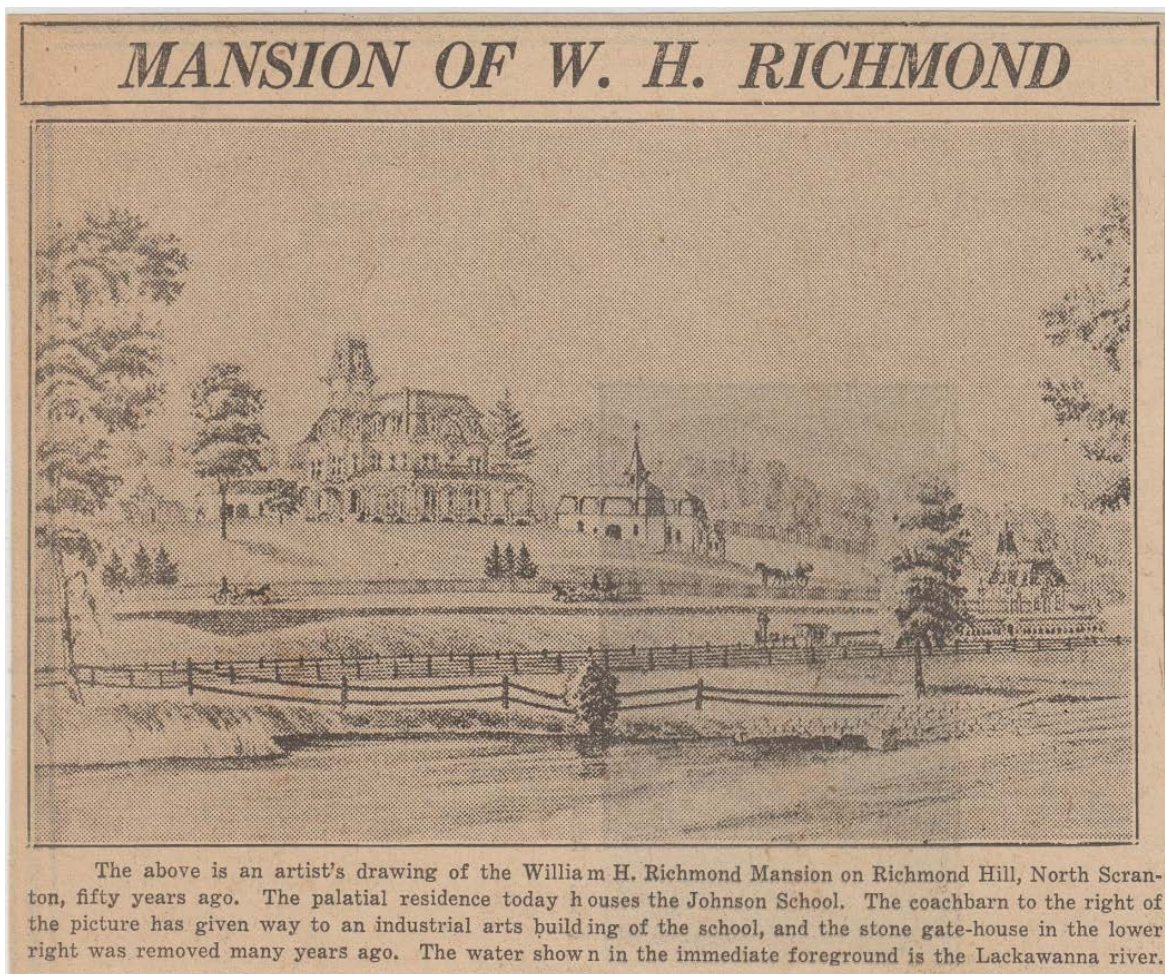 MANSION OF W. H. RICHMOND
The above is an artist's drawing of the William H. Richmond Mansion on Richmond Hill, North Scran-
ton, fifty years ago. The palatial residence today houses the Johnson School. The coachbarn to the right of
the picture has given way to an industrial arts building of the school, and the stone gate-house in the lower
right was removed many years ago. The water shown in the immediate foreground is the Lackawanna river.